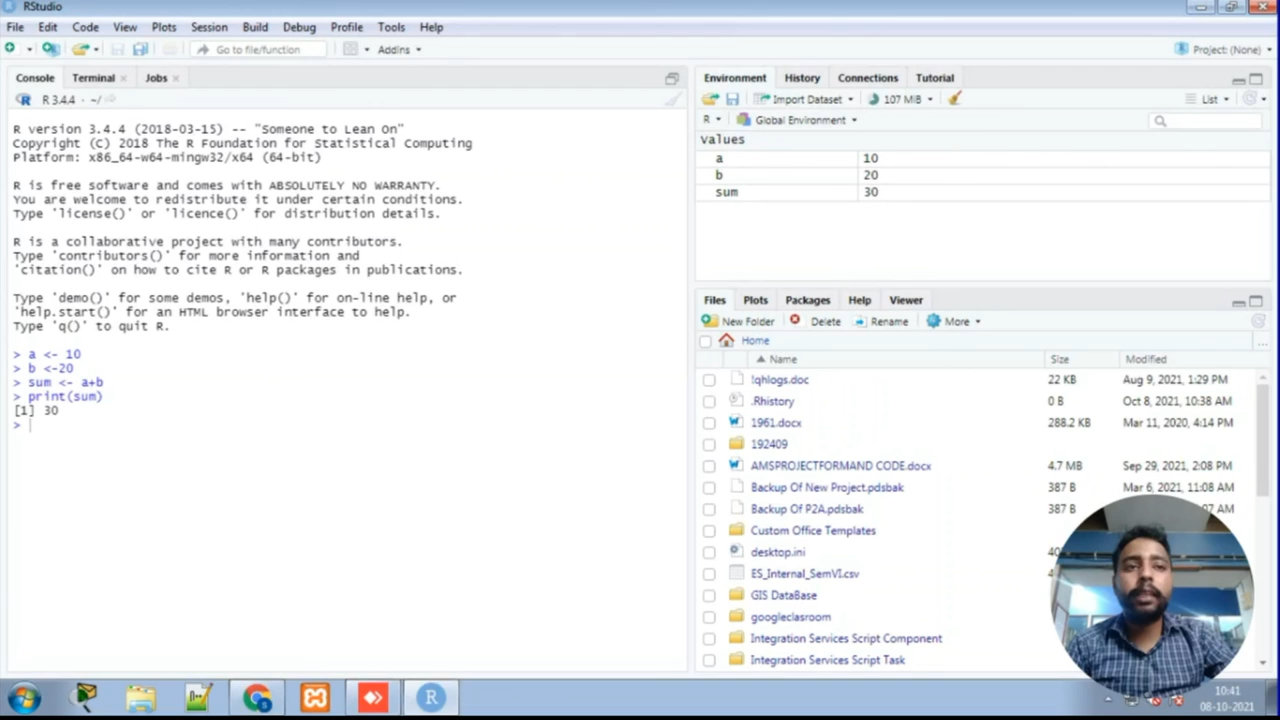 RStudio
File Edit Code View Plots Session Build Debug Profile Tools Help
Go to file/function Addins Project: (None)
Console Terminal Jobs
R 3.4.4 · ~/
R version 3.4.4 (2018-03-15) -- "Someone to Lean On"
Copyright (C) 2018 The R Foundation for Statistical Computing
Platform: x86_64-w64-mingw32/x64 (64-bit)
R is free software and comes with ABSOLUTELY NO WARRANTY.
You are welcome to redistribute it under certain conditions.
Type 'license()' or 'licence()' for distribution details.
R is a collaborative project with many contributors.
Type 'contributors()' for more information and
'citation()' on how to cite R or R packages in publications.
Type 'demo()' for some demos, 'help()' for on-line help, or
'help.start()' for an HTML browser interface to help.
Type 'q()' to quit R.
> a <- 10
> b <-20
> sum <- a+b
> print(sum)
[1] 30
>
Environment History Connections Tutorial
Import Dataset 107 MiB List
R Global Environment
Values
a 10
b 20
sum 30
Files Plots Packages Help Viewer
New Folder Delete Rename More
Home ...
Name Size Modified
!qhlogs.doc 22 KB Aug 9, 2021, 1:29 PM
.Rhistory 0 B Oct 8, 2021, 10:38 AM
1961.docx 288.2 KB Mar 11, 2020, 4:14 PM
192409
AMSPROJECTFORMAND CODE.docx 4.7 MB Sep 29, 2021, 2:08 PM
Backup Of New Project.pdsbak 387 B Mar 6, 2021, 11:08 AM
Backup Of P2A.pdsbak 387 B AM
Custom Office Templates
desktop.ini
ES_Internal_SemVI.csv
GIS DataBase
googleclasroom
Integration Services Script Component
Integration Services Script Task
10:41
08-10-2021